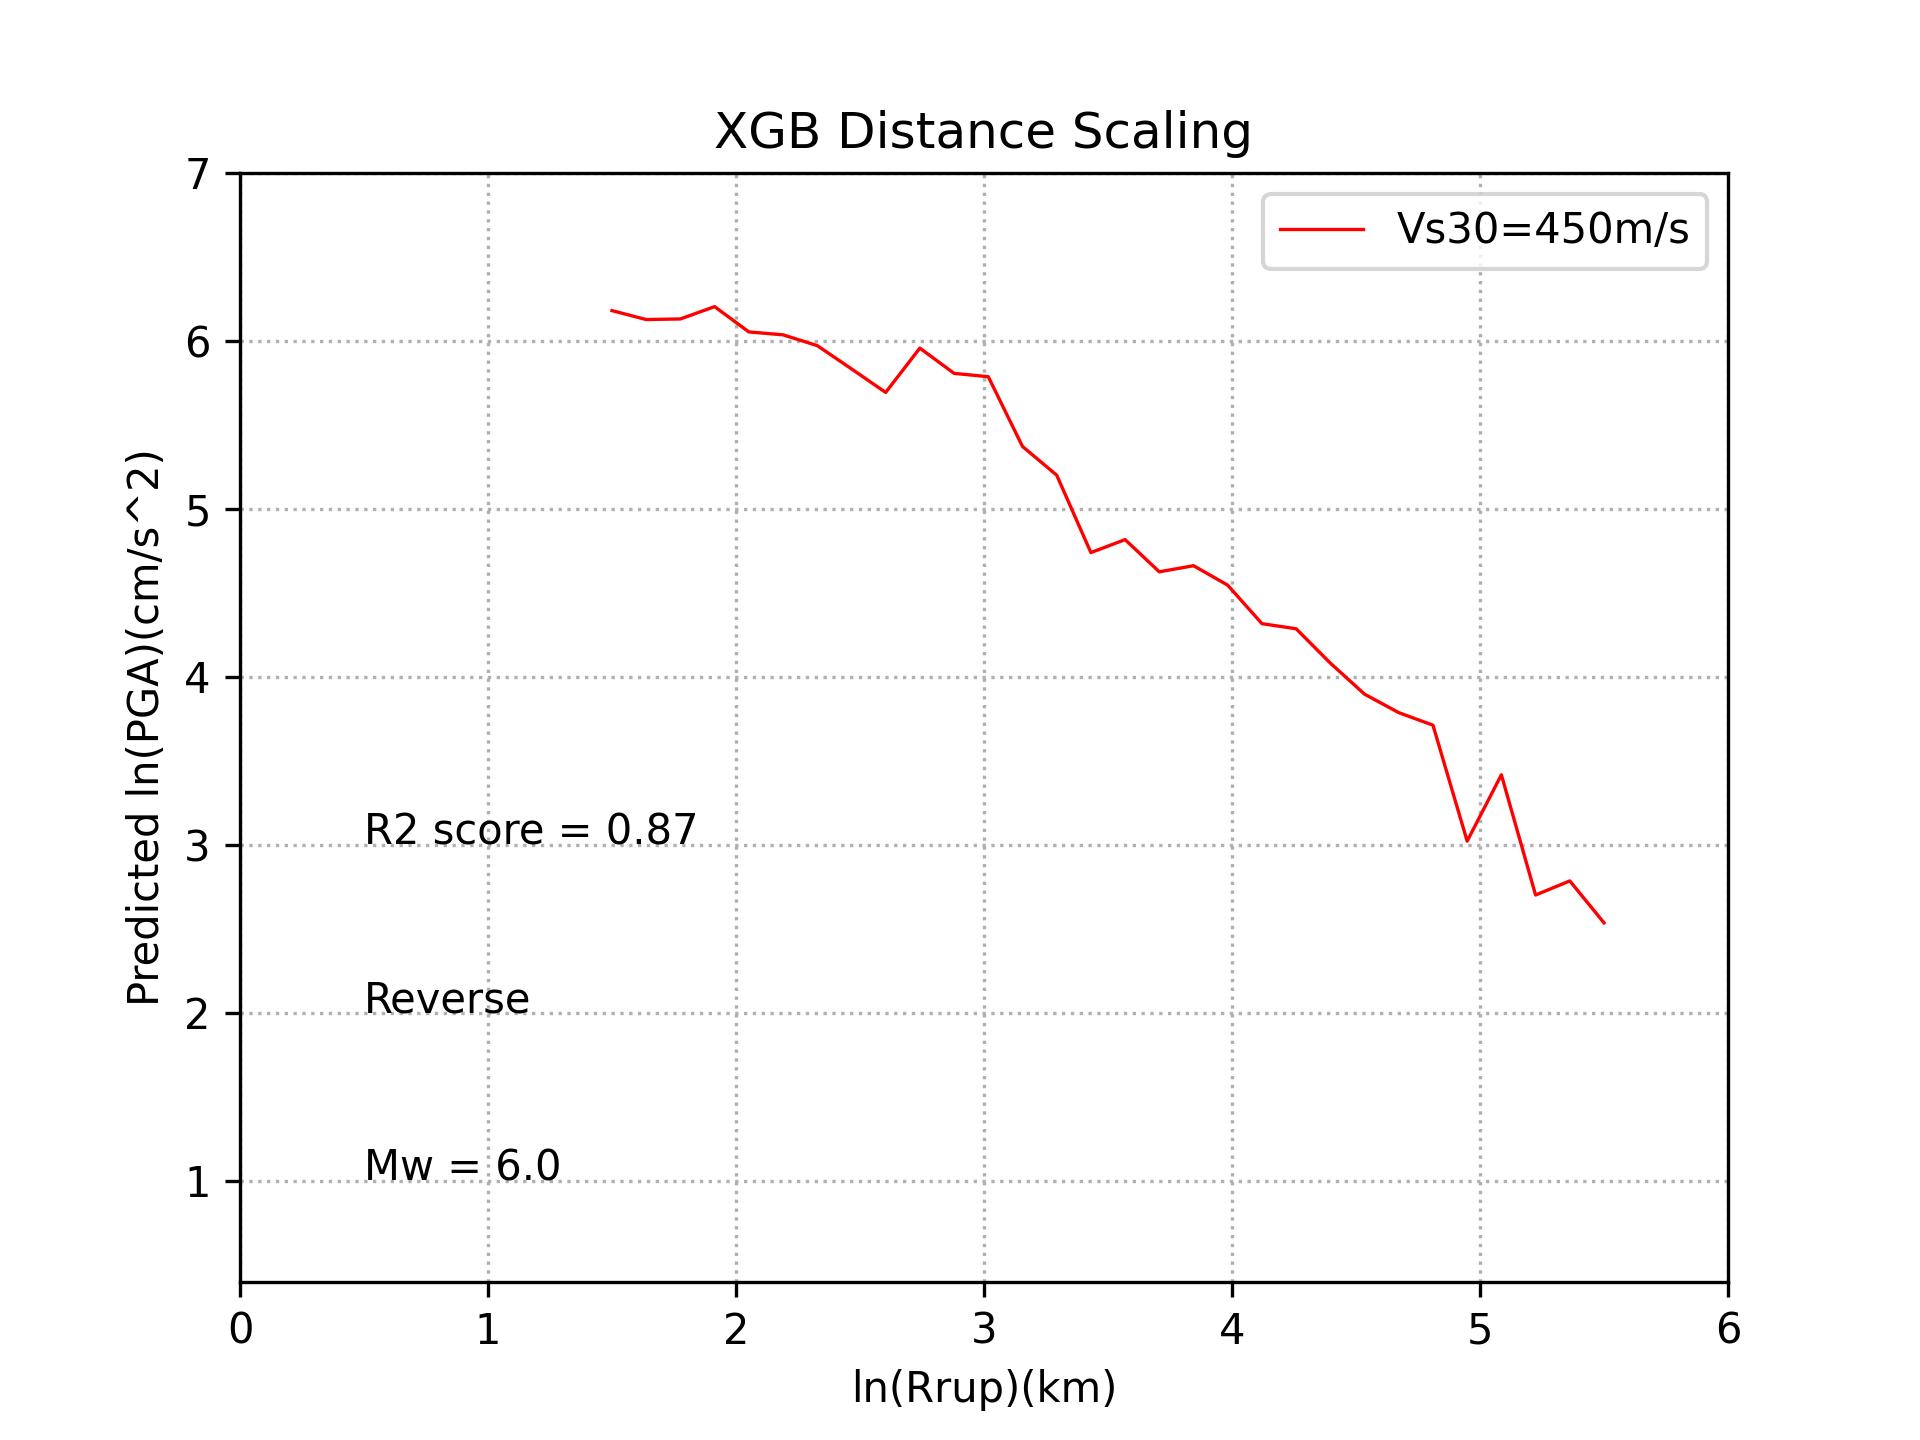 XGB Distance Scaling
7
6
5
4
3
2
1
Predicted ln(PGA)(cm/s^2)
Vs30=450m/s
R2 score = 0.87
Reverse
Mw = 6.0
0 1 2 3 4 5 6
ln(Rrup)(km)